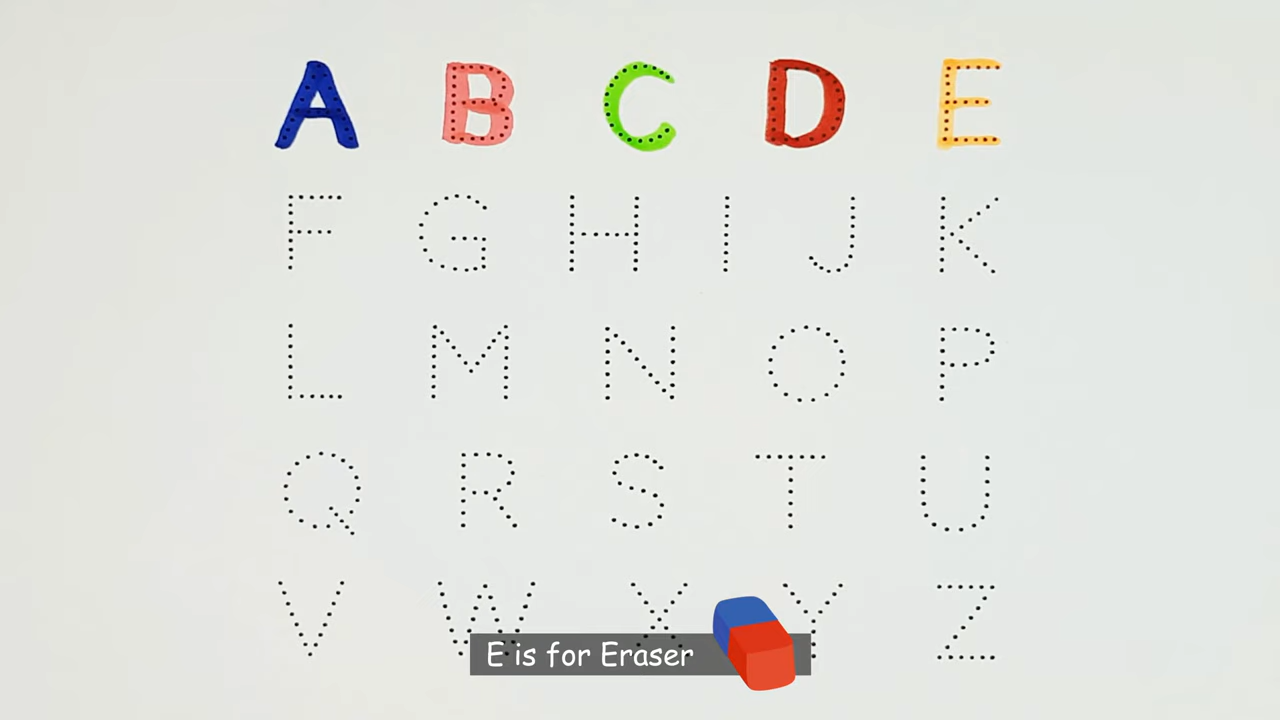 A B C D E
F G H I J K
L M N O P
Q R S T U
V W X Y Z
E is for Eraser